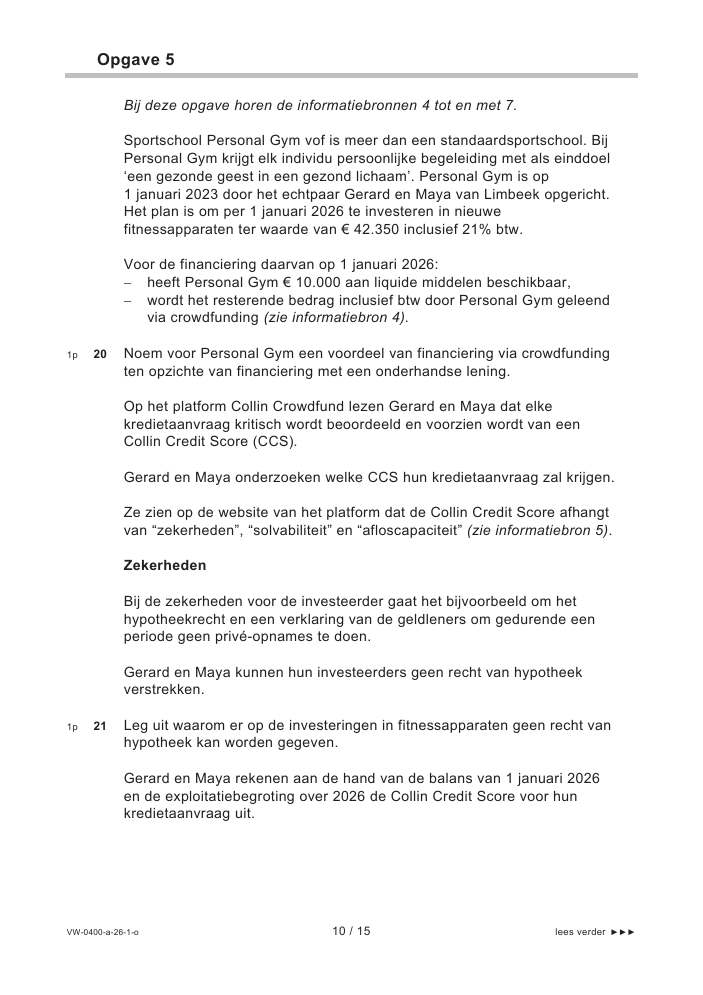 Opgave 5
Bij deze opgave horen de informatiebronnen 4 tot en met 7.
Sportschool Personal Gym vof is meer dan een standaardsportschool. Bij
Personal Gym krijgt elk individu persoonlijke begeleiding met als einddoel
‘een gezonde geest in een gezond lichaam’. Personal Gym is op
1 januari 2023 door het echtpaar Gerard en Maya van Limbeek opgericht.
Het plan is om per 1 januari 2026 te investeren in nieuwe
fitnessapparaten ter waarde van € 42.350 inclusief 21% btw.
Voor de financiering daarvan op 1 januari 2026:
– heeft Personal Gym € 10.000 aan liquide middelen beschikbaar,
– wordt het resterende bedrag inclusief btw door Personal Gym geleend
via crowdfunding (zie informatiebron 4).
1p 20 Noem voor Personal Gym een voordeel van financiering via crowdfunding
ten opzichte van financiering met een onderhandse lening.
Op het platform Collin Crowdfund lezen Gerard en Maya dat elke
kredietaanvraag kritisch wordt beoordeeld en voorzien wordt van een
Collin Credit Score (CCS).
Gerard en Maya onderzoeken welke CCS hun kredietaanvraag zal krijgen.
Ze zien op de website van het platform dat de Collin Credit Score afhangt
van “zekerheden”, “solvabiliteit” en “afloscapaciteit” (zie informatiebron 5).
Zekerheden
Bij de zekerheden voor de investeerder gaat het bijvoorbeeld om het
hypotheekrecht en een verklaring van de geldleners om gedurende een
periode geen privé-opnames te doen.
Gerard en Maya kunnen hun investeerders geen recht van hypotheek
verstrekken.
1p 21 Leg uit waarom er op de investeringen in fitnessapparaten geen recht van
hypotheek kan worden gegeven.
Gerard en Maya rekenen aan de hand van de balans van 1 januari 2026
en de exploitatiebegroting over 2026 de Collin Credit Score voor hun
kredietaanvraag uit.
VW-0400-a-26-1-o 10 / 15 lees verder ►►►